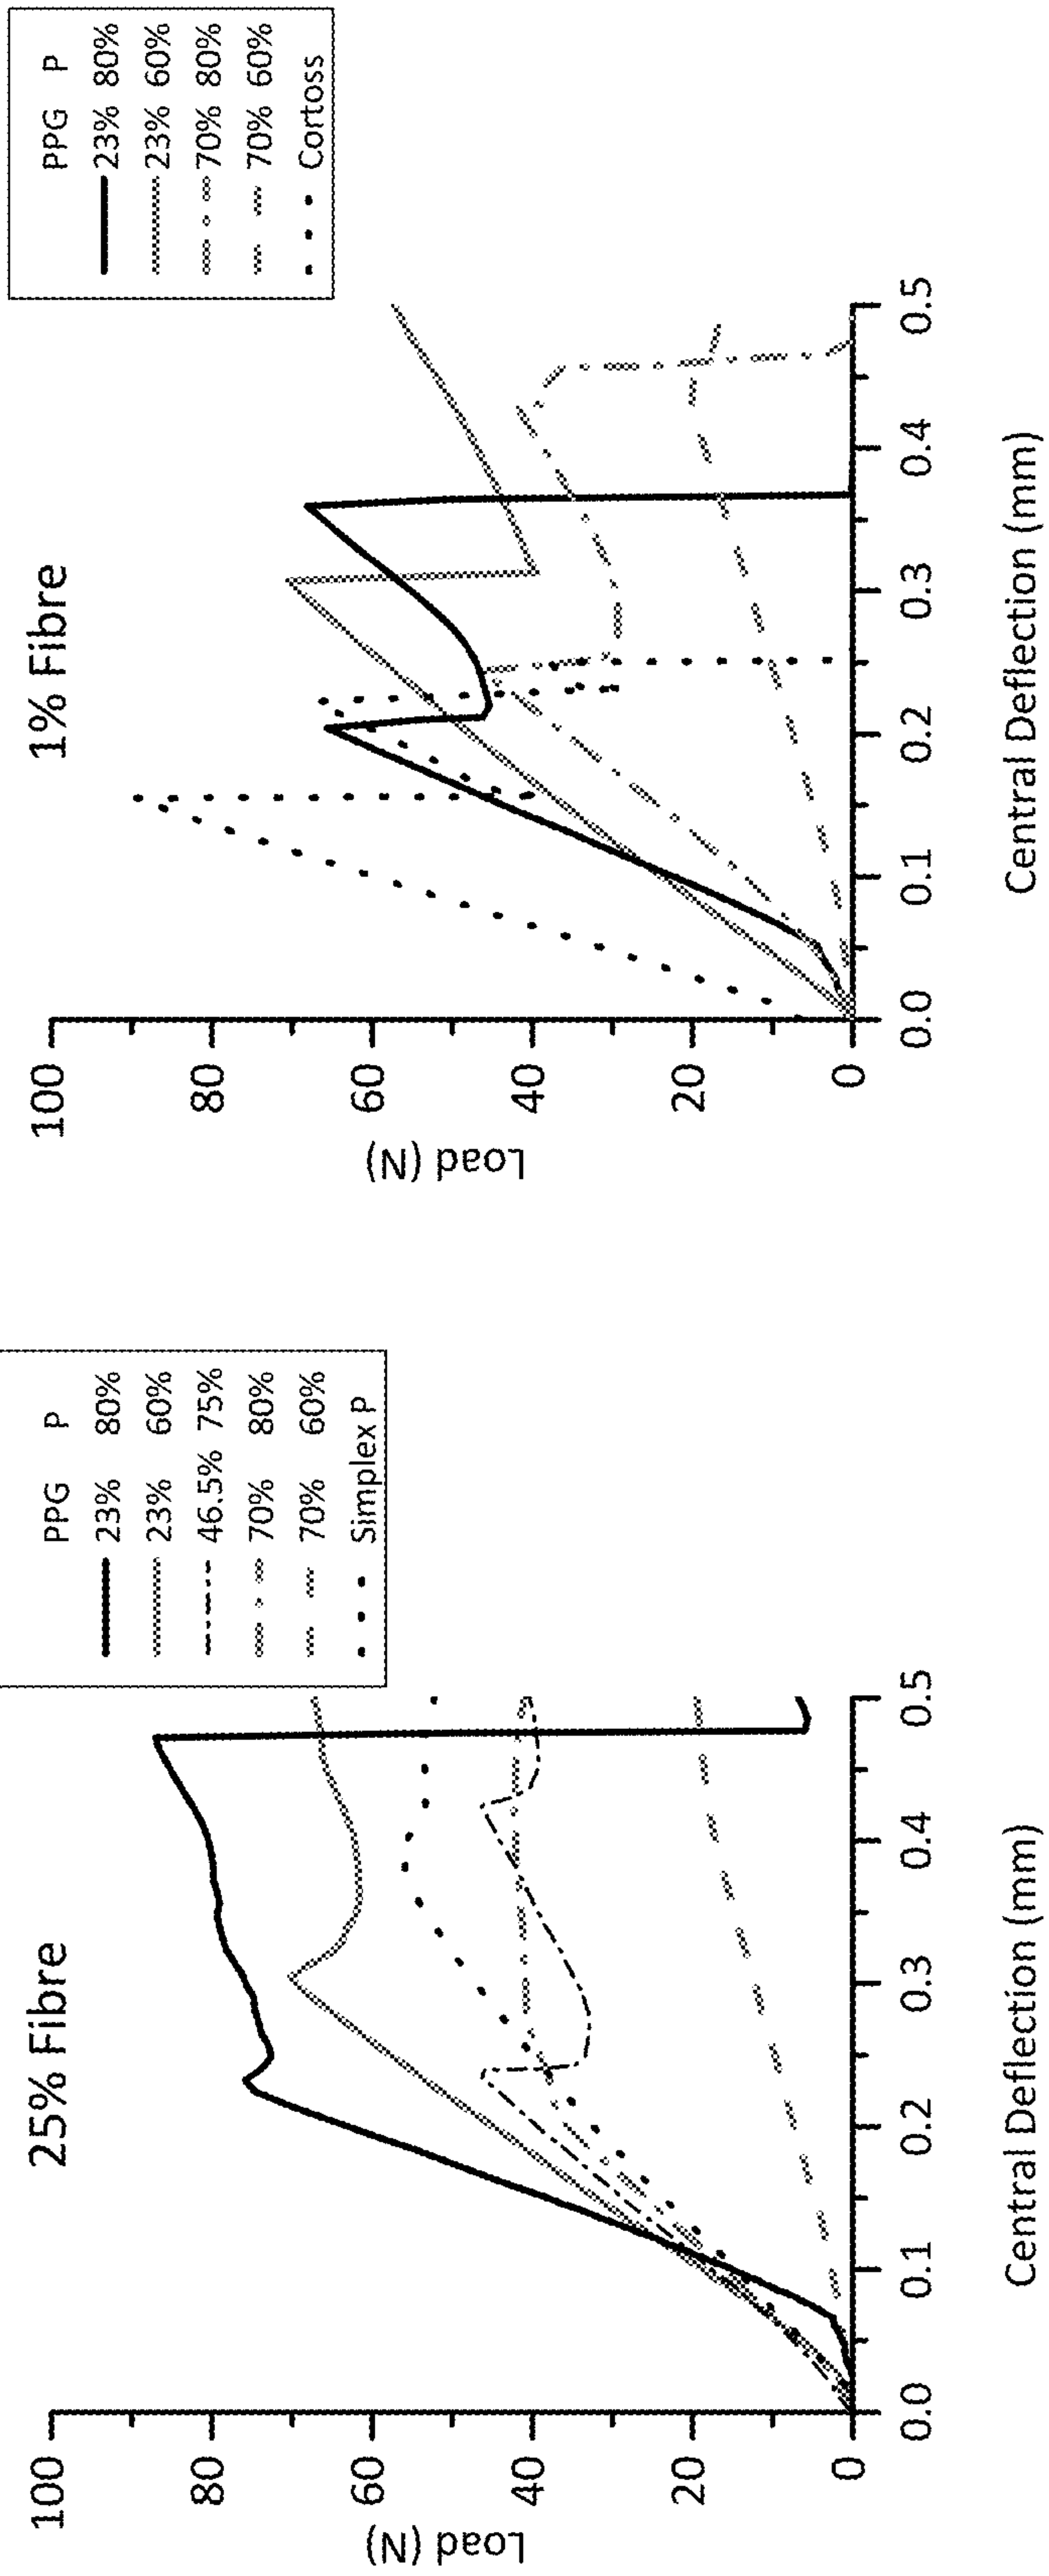 25% Fibre
PPG P
23% 80%
23% 60%
46.5% 75%
70% 80%
70% 60%
Simplex P
Load (N)
100
80
60
40
20
0
0.0 0.1 0.2 0.3 0.4 0.5
Central Deflection (mm)
1% Fibre
PPG P
23% 80%
23% 60%
70% 80%
70% 60%
Cortoss
Load (N)
100
80
60
40
20
0
0.0 0.1 0.2 0.3 0.4 0.5
Central Deflection (mm)